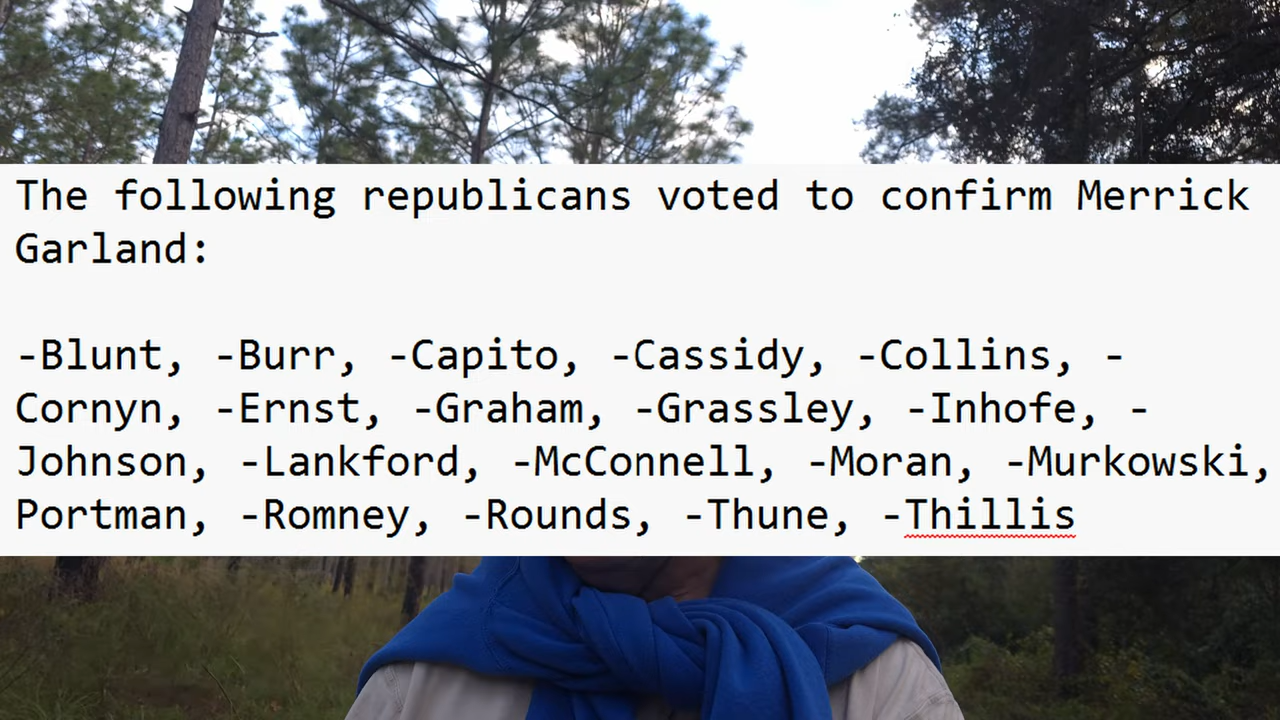 The following republicans voted to confirm Merrick
Garland:
-Blunt, -Burr, -Capito, -Cassidy, -Collins, -
Cornyn, -Ernst, -Graham, -Grassley, -Inhofe, -
Johnson, -Lankford, -McConnell, -Moran, -Murkowski,
Portman, -Romney, -Rounds, -Thune, -Thillis